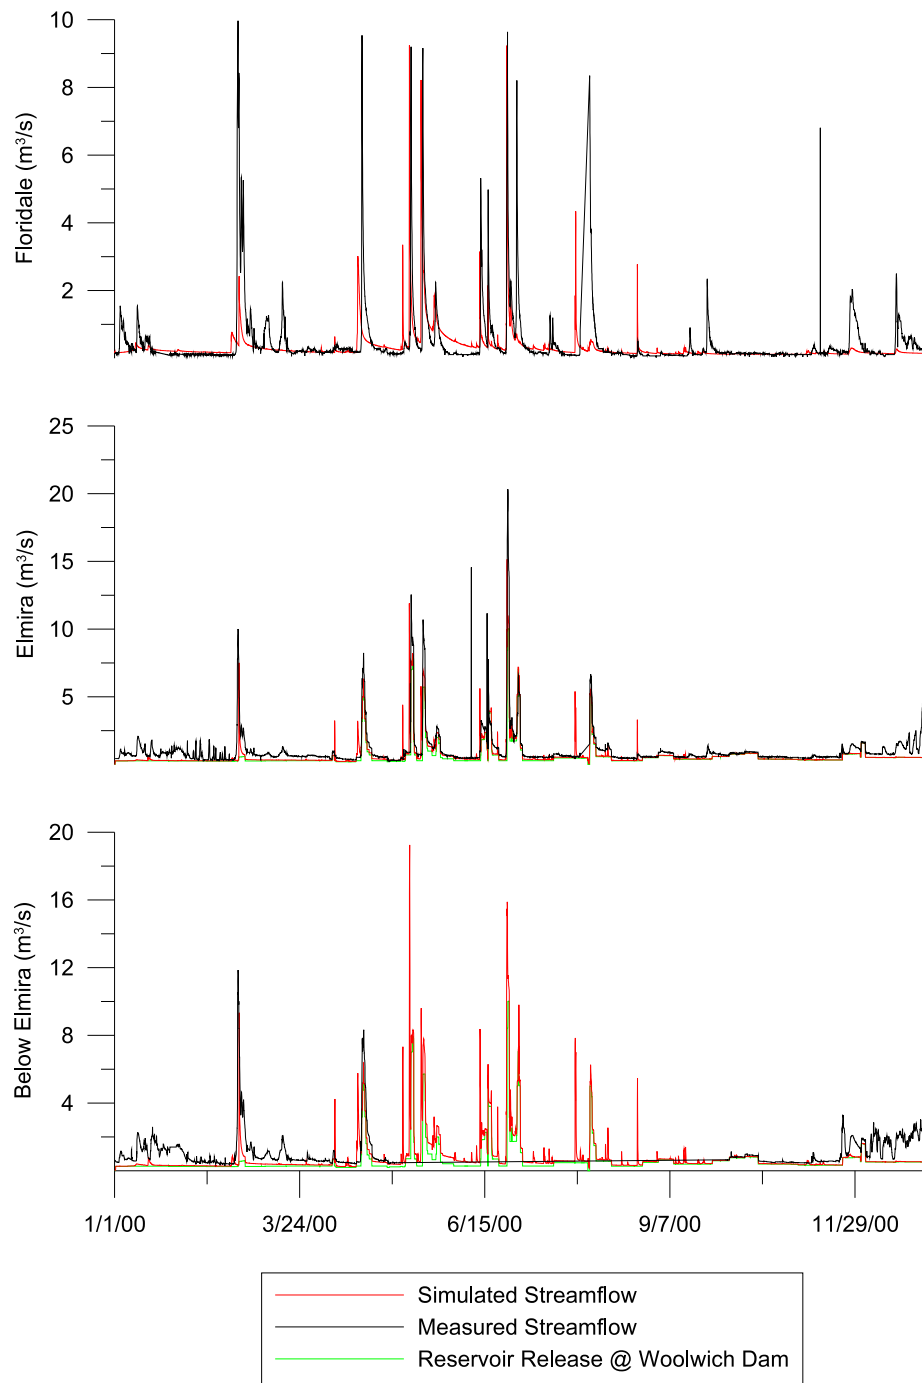 10
8
6
4
2
Floridale (m³/s)
25
20
15
10
5
Elmira (m³/s)
20
16
12
8
4
Below Elmira (m³/s)
1/1/00 3/24/00 6/15/00 9/7/00 11/29/00
Simulated Streamflow
Measured Streamflow
Reservoir Release @ Woolwich Dam